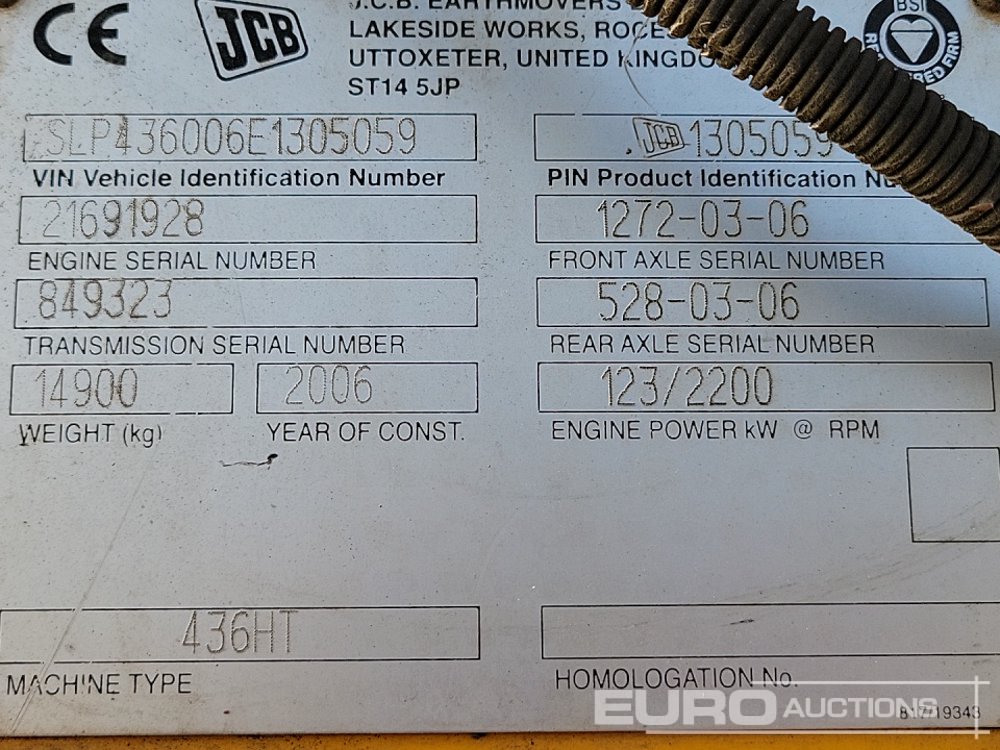 CE JCB J.C.B. EARTHMOVERS BSI
LAKESIDE WORKS,
UTTOXETER, UNITED
ST14 5JP
SLP436006E1305059 JCB 1305059
VIN Vehicle Identification Number PIN Product Identification
21691928 1272-03-06
ENGINE SERIAL NUMBER FRONT AXLE SERIAL NUMBER
849323 528-03-06
TRANSMISSION SERIAL NUMBER REAR AXLE SERIAL NUMBER
14900 2006 123/2200
WEIGHT (kg) YEAR OF CONST. ENGINE POWER kW @ RPM
436HT
MACHINE TYPE HOMOLOGATION No.
817/19343
EURO AUCTIONS